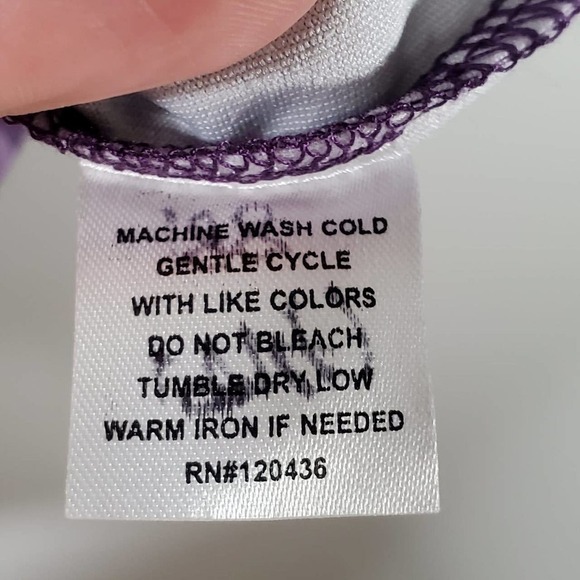 MACHINE WASH COLD
GENTLE CYCLE
WITH LIKE COLORS
DO NOT BLEACH
TUMBLE DRY LOW
WARM IRON IF NEEDED
RN#120436